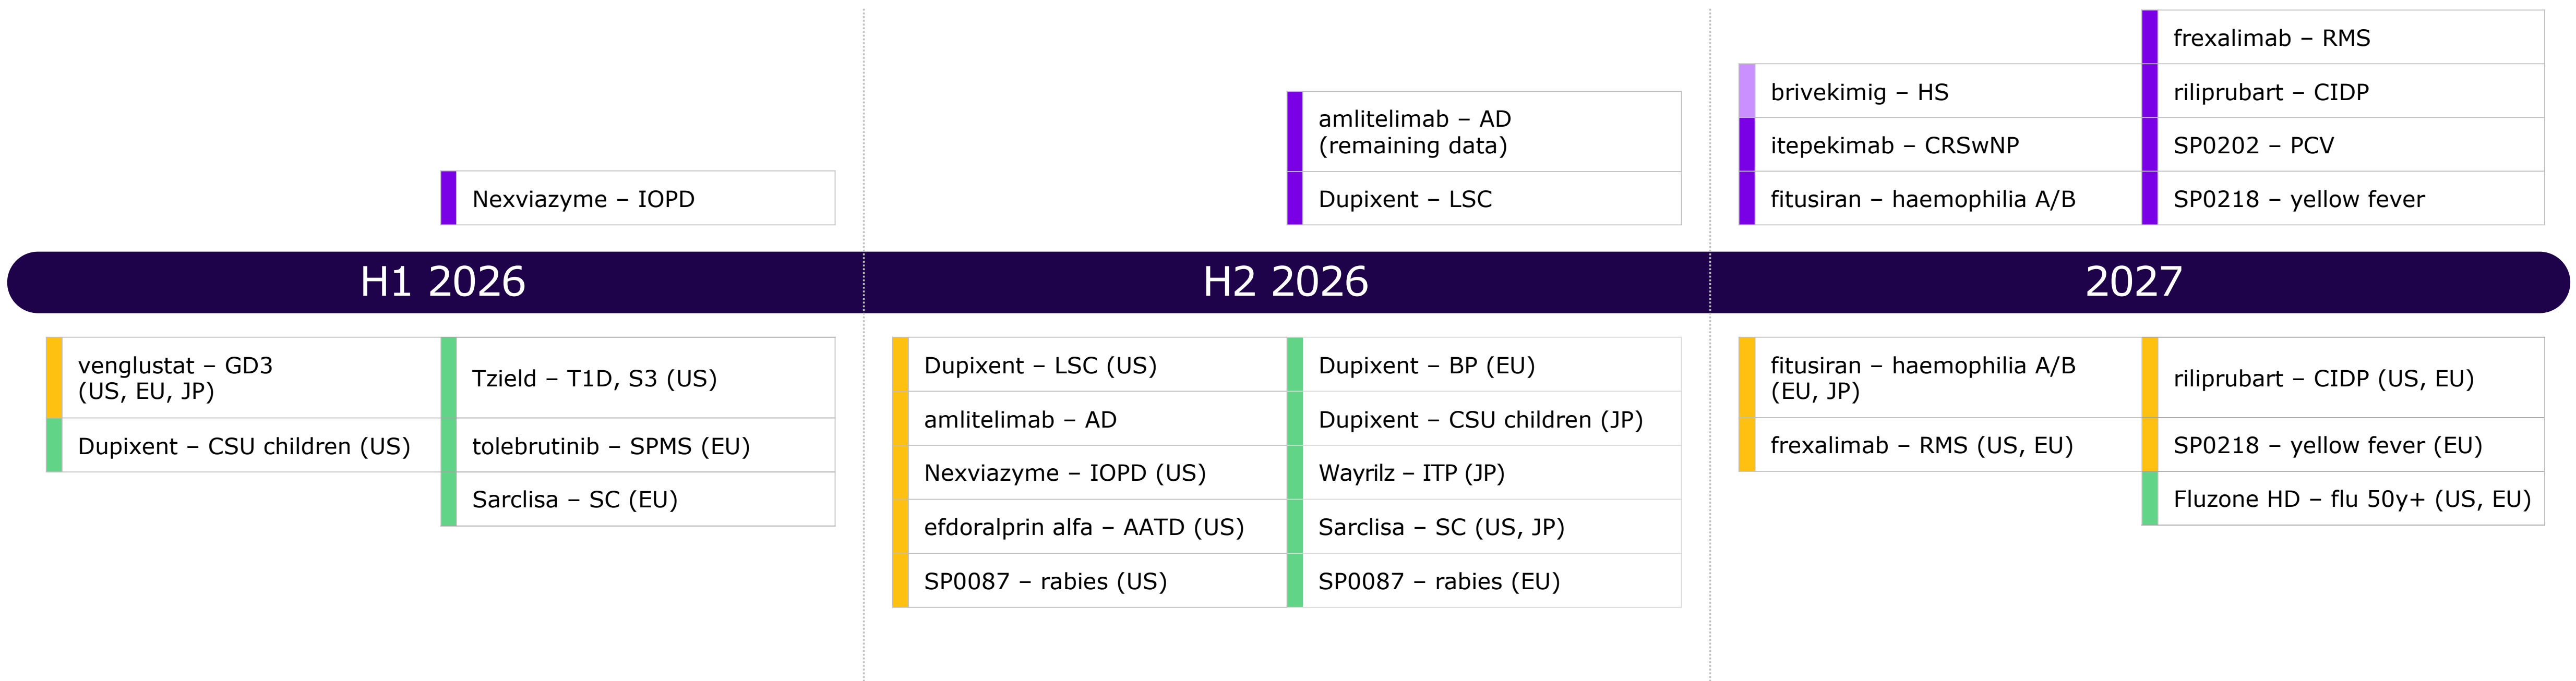 Nexviazyme – IOPD
amlitelimab – AD
(remaining data)
Dupixent – LSC
brivekimig – HS
itepekimab – CRSwNP
fitusiran – haemophilia A/B
frexalimab – RMS
riliprubart – CIDP
SP0202 – PCV
SP0218 – yellow fever
H1 2026
H2 2026
2027
venglustat – GD3
(US, EU, JP)
Dupixent – CSU children (US)
Tzield – T1D, S3 (US)
tolebrutinib – SPMS (EU)
Sarclisa – SC (EU)
Dupixent – LSC (US)
amlitelimab – AD
Nexviazyme – IOPD (US)
efdoralprin alfa – AATD (US)
SP0087 – rabies (US)
Dupixent – BP (EU)
Dupixent – CSU children (JP)
Wayrilz – ITP (JP)
Sarclisa – SC (US, JP)
SP0087 – rabies (EU)
fitusiran – haemophilia A/B
(EU, JP)
frexalimab – RMS (US, EU)
riliprubart – CIDP (US, EU)
SP0218 – yellow fever (EU)
Fluzone HD – flu 50y+ (US, EU)